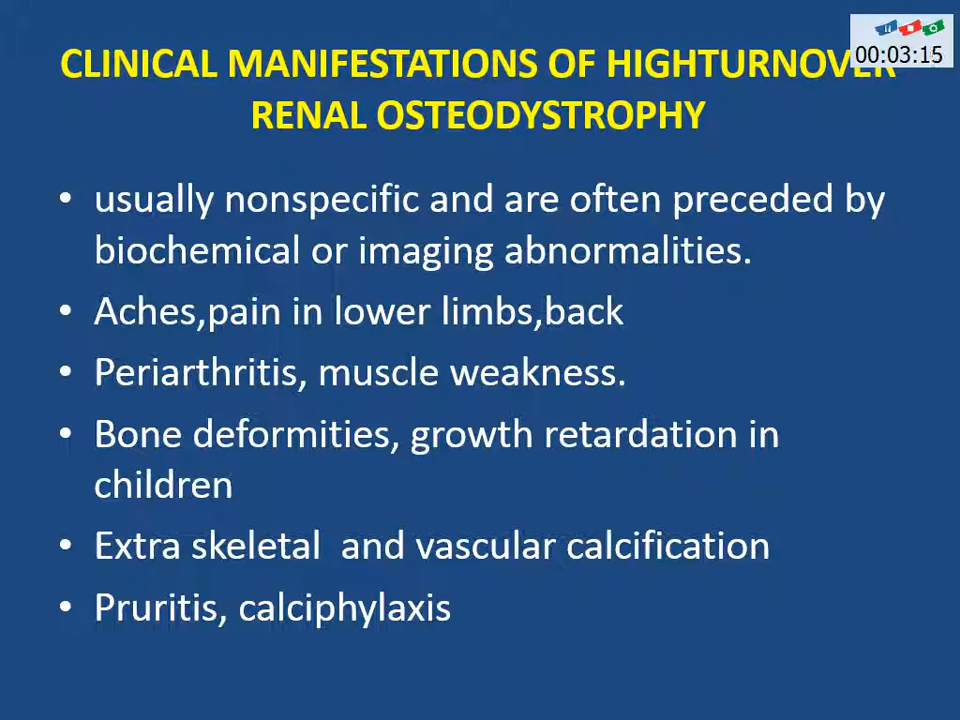 00:03:15
CLINICAL MANIFESTATIONS OF HIGHTURNOVER
RENAL OSTEODYSTROPHY
• usually nonspecific and are often preceded by
biochemical or imaging abnormalities.
• Aches,pain in lower limbs,back
• Periarthritis, muscle weakness.
• Bone deformities, growth retardation in
children
• Extra skeletal  and vascular calcification
• Pruritis, calciphylaxis